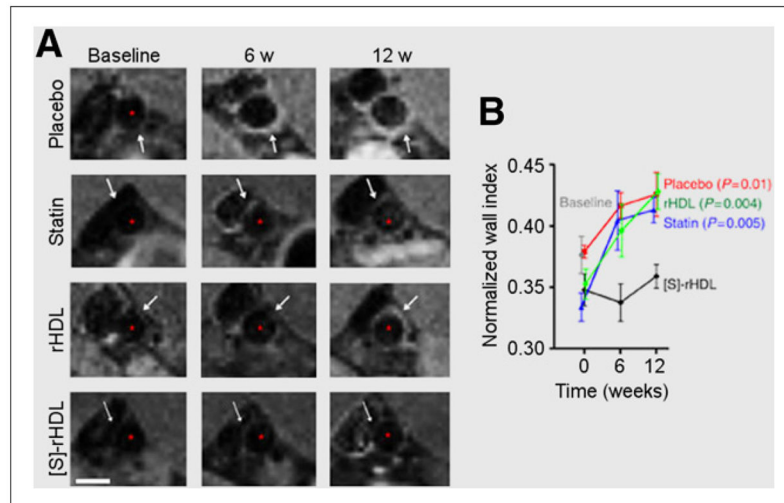 A
Baseline
6 w
12 w
Placebo
Statin
rHDL
[S]-rHDL
B
Normalized wall index
0.45
0.40
0.35
0.30
Baseline
Placebo (P=0.01)
rHDL (P=0.004)
Statin (P=0.005)
[S]-rHDL
0
6
12
Time (weeks)